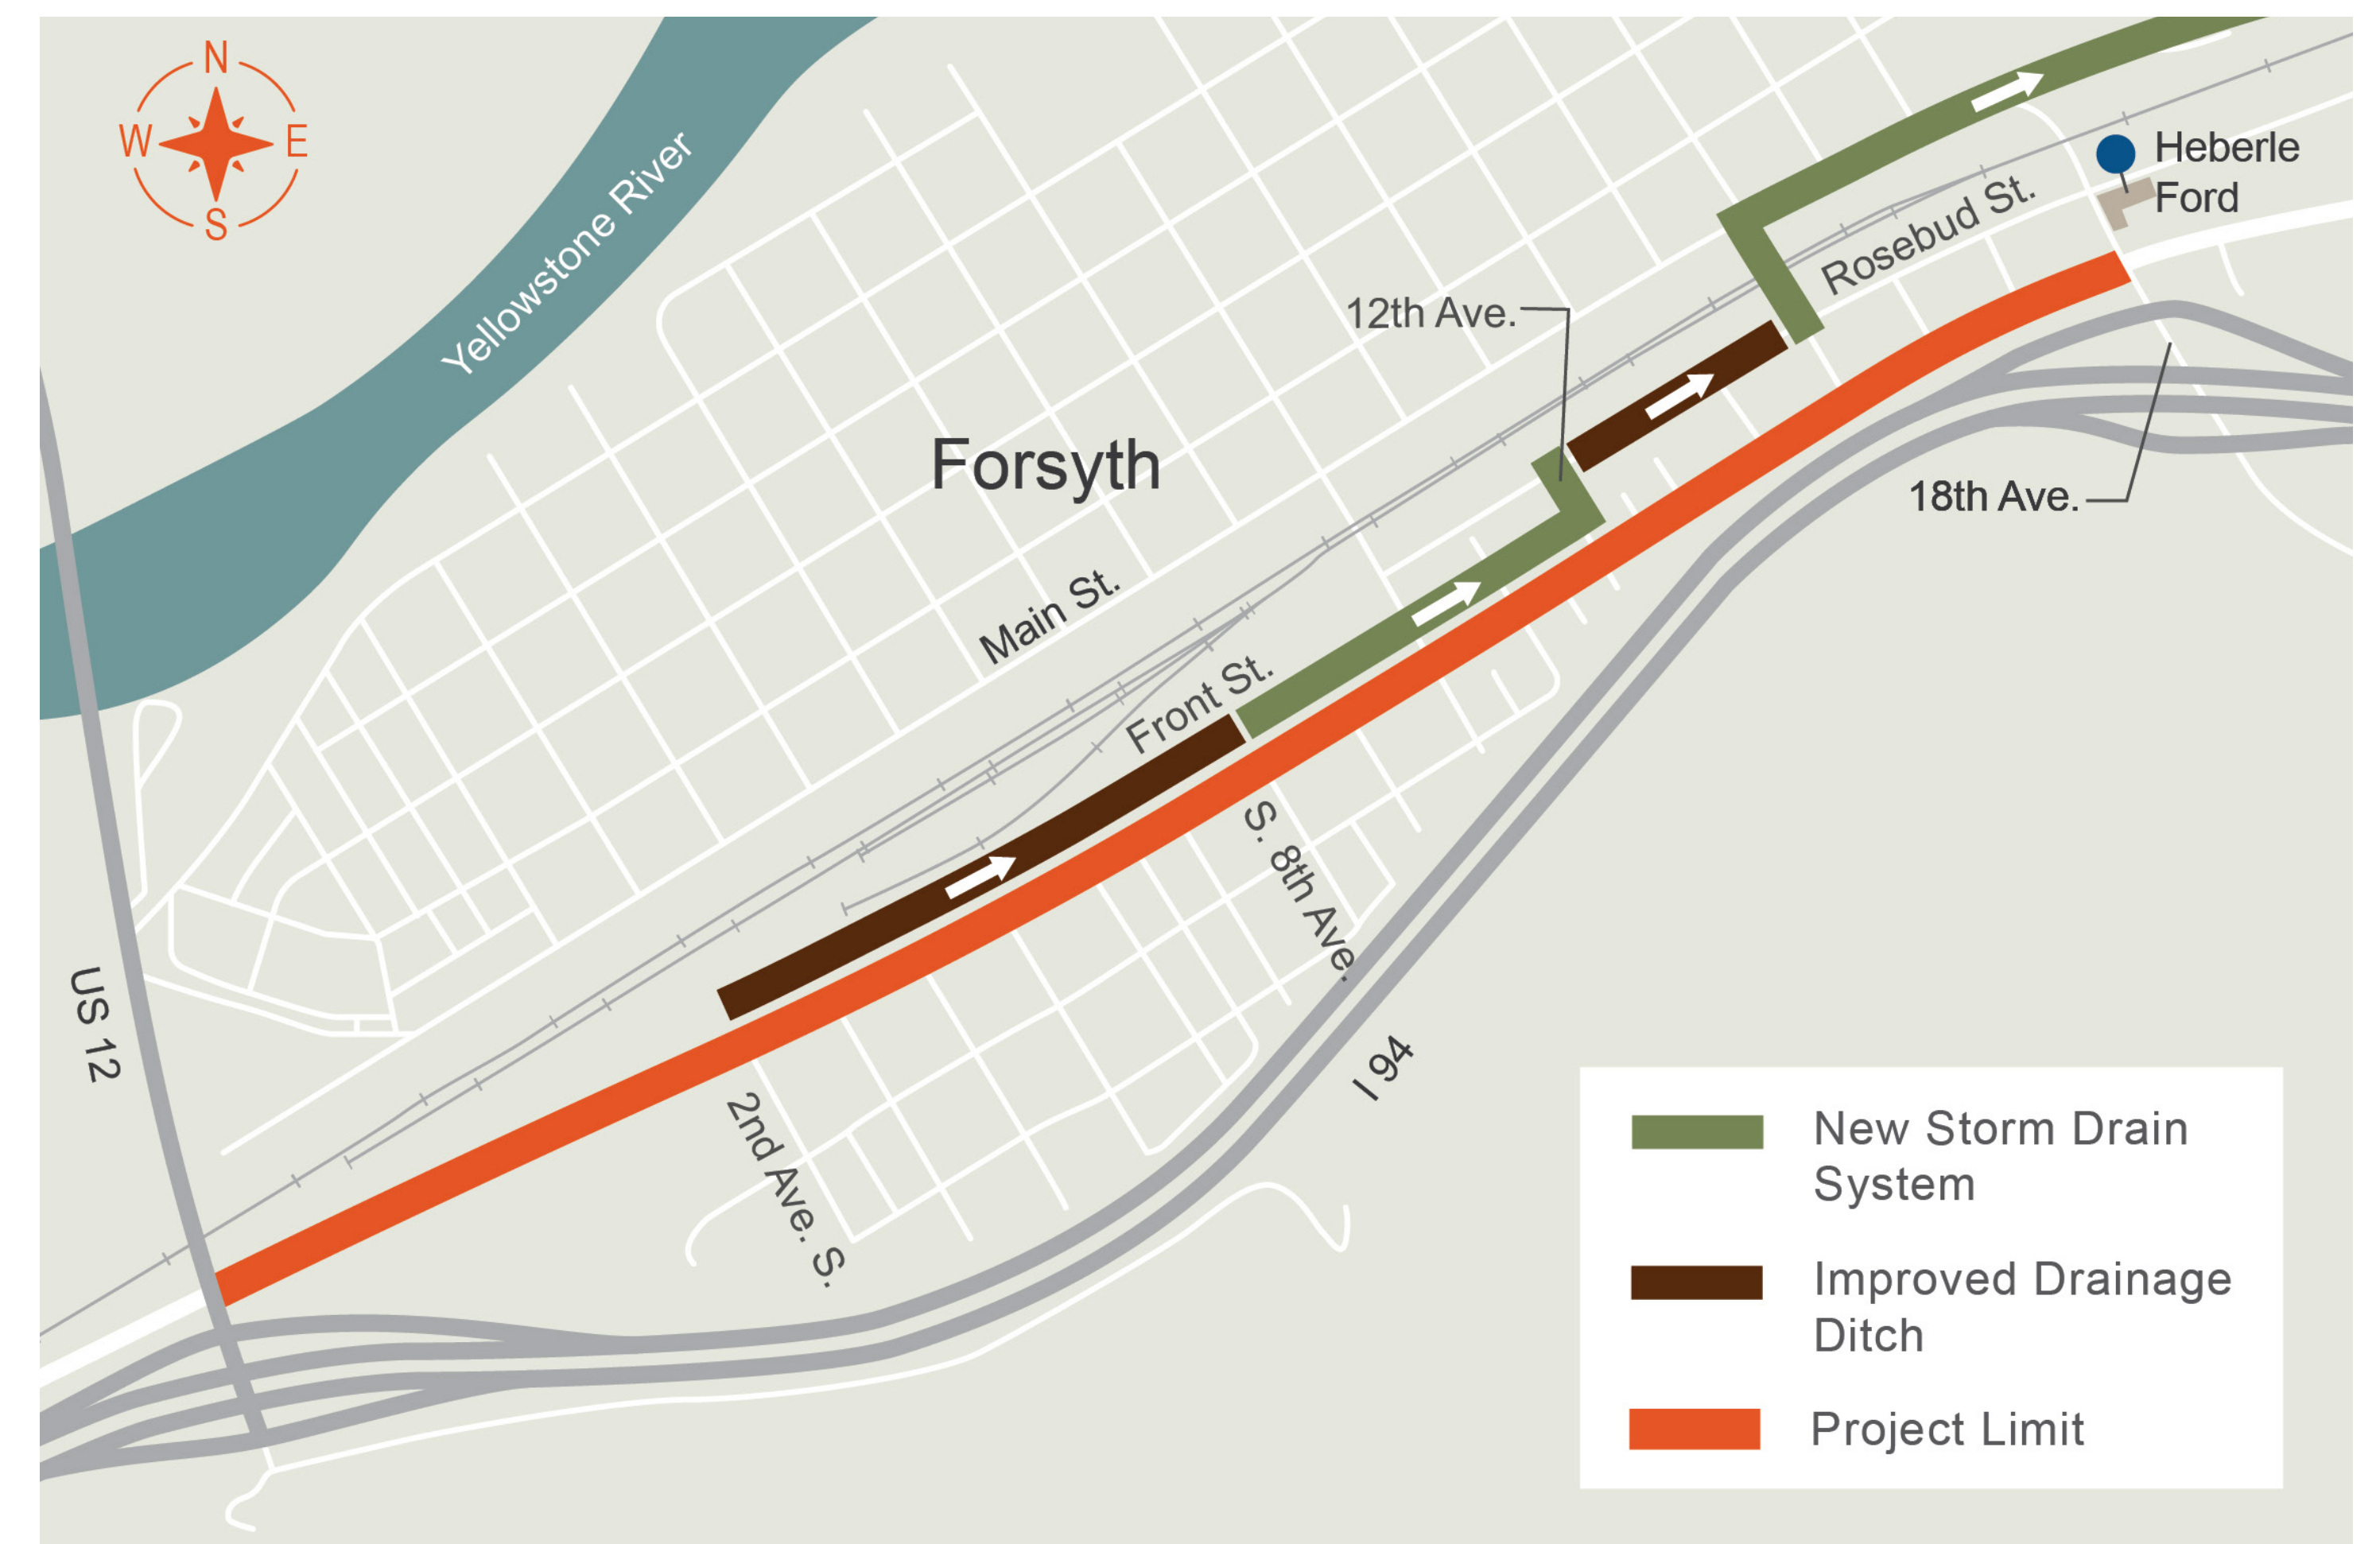 N
W
E
S
Yellowstone River
Heberle
Ford
Rosebud St.
12th Ave.
Forsyth
18th Ave.
Main St.
Front St.
S. 8th Ave.
US 12
I 94
2nd Ave. S.
New Storm Drain
System
Improved Drainage
Ditch
Project Limit